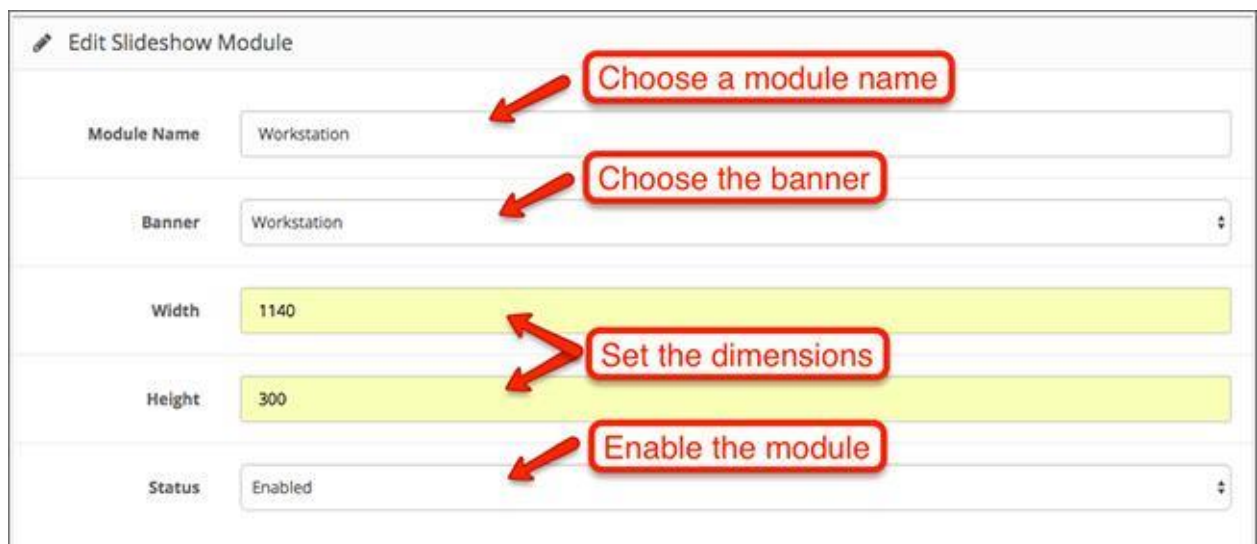 Edit Slideshow Module
Choose a module name
Module Name
Workstation
Choose the banner
Banner
Workstation
Width
1140
Set the dimensions
Height
300
Enable the module
Status
Enabled